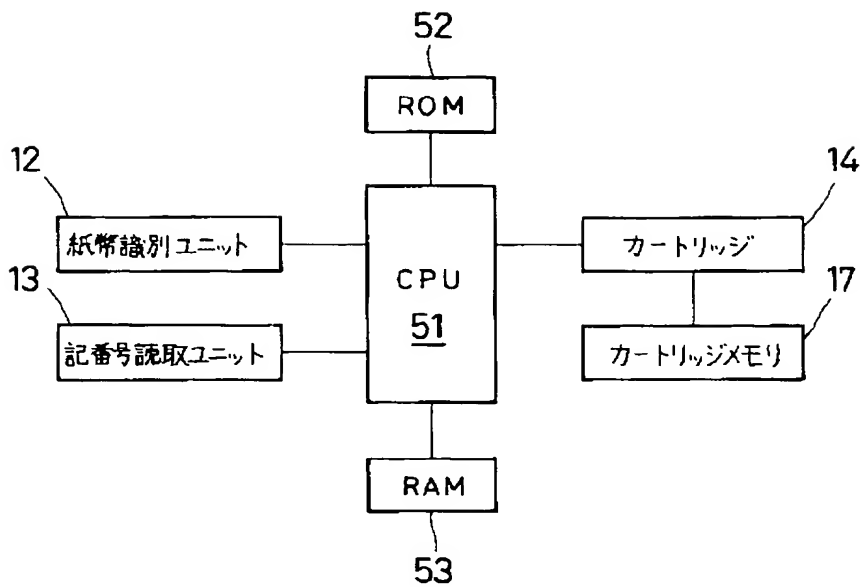 52
ROM
12
14
紙幣識別ユニット
カートリッジ
CPU
13
17
51
記番号読取ユニット
カートリッジメモリ
RAM
53